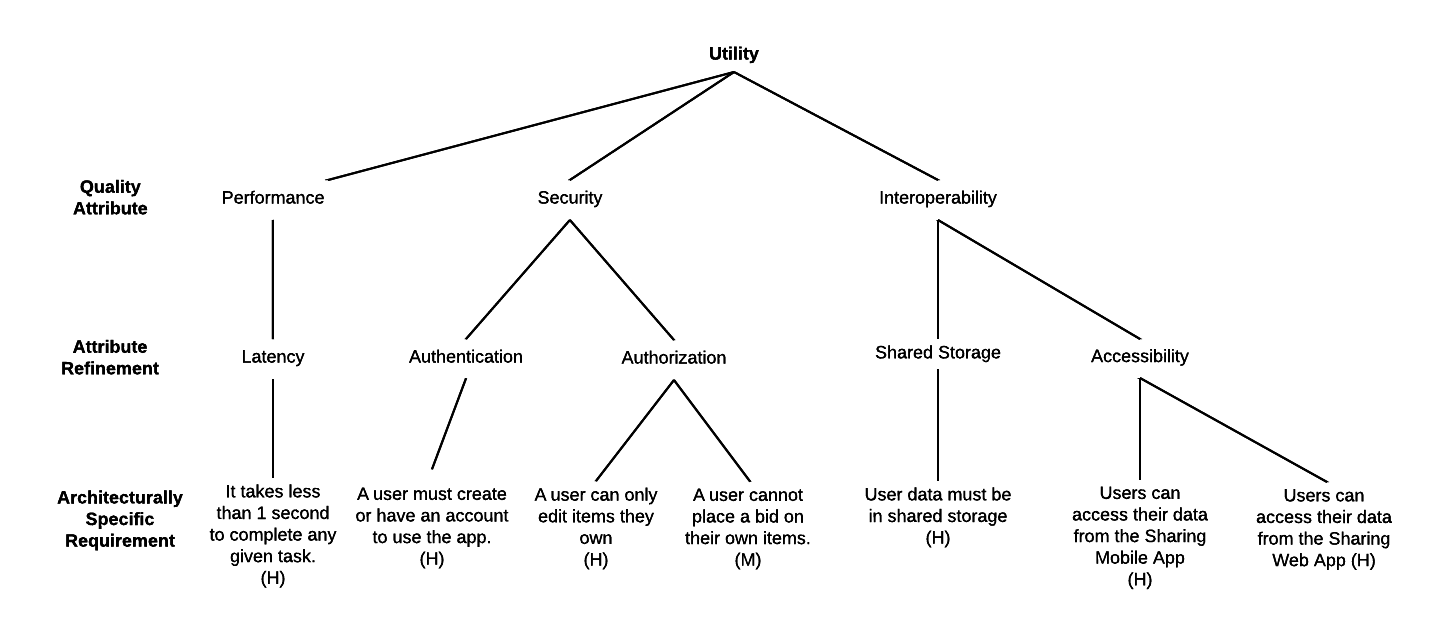 Utility
Quality
Attribute
Performance
Security
Interoperability
Attribute
Refinement
Latency
Authentication
Authorization
Shared Storage
Accessibility
Architecturally
Specific
Requirement
It takes less
than 1 second
to complete any
given task.
(H)
A user must create
or have an account
to use the app.
(H)
A user can only
edit items they
own
(H)
A user cannot
place a bid on
their own items.
(M)
User data must be
in shared storage
(H)
Users can
access their data
from the Sharing
Mobile App
(H)
Users can
access their data
from the Sharing
Web App (H)